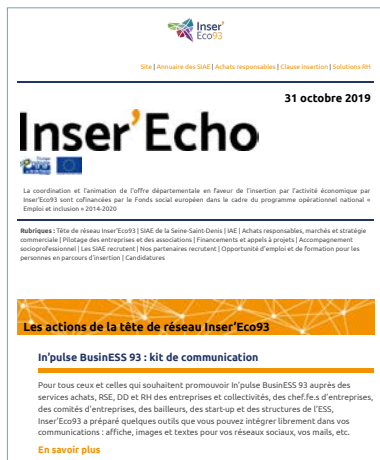 Inser'
Eco93
Site | Annuaire des SIAE | Achats responsables | Clause insertion | Solutions RH
31 octobre 2019
Inser'Echo
La coordination et l'animation de l'offre départementale en faveur de l'insertion par l'activité économique par
Inser'Eco93 sont cofinancées par le Fonds social européen dans le cadre du programme opérationnel national «
Emploi et inclusion » 2014-2020
Rubriques : Tête de réseau Inser'Eco93 | SIAE de la Seine-Saint-Denis | IAE | Achats responsables, marchés et stratégie
commerciale | Pilotage des entreprises et des associations | Financements et appels à projets | Accompagnement
socioprofessionnel | Les SIAE recrutent | Nos partenaires recrutent | Opportunité d'emploi et de formation pour les
personnes en parcours d'insertion | Candidatures
Les actions de la tête de réseau Inser'Eco93
In'pulse BusinESS 93 : kit de communication
Pour tous ceux et celles qui souhaitent promouvoir In'pulse BusinESS 93 auprès des
services achats, RSE, DD et RH des entreprises et collectivités, des chef.fe.s d'entreprises,
des comités d'entreprises, des bailleurs, des start-up et des structures de l'ESS,
Inser'Eco93 a préparé quelques outils que vous pouvez intégrer librement dans vos
communications : affiche, images et textes pour vos réseaux sociaux, vos mails, etc.
En savoir plus